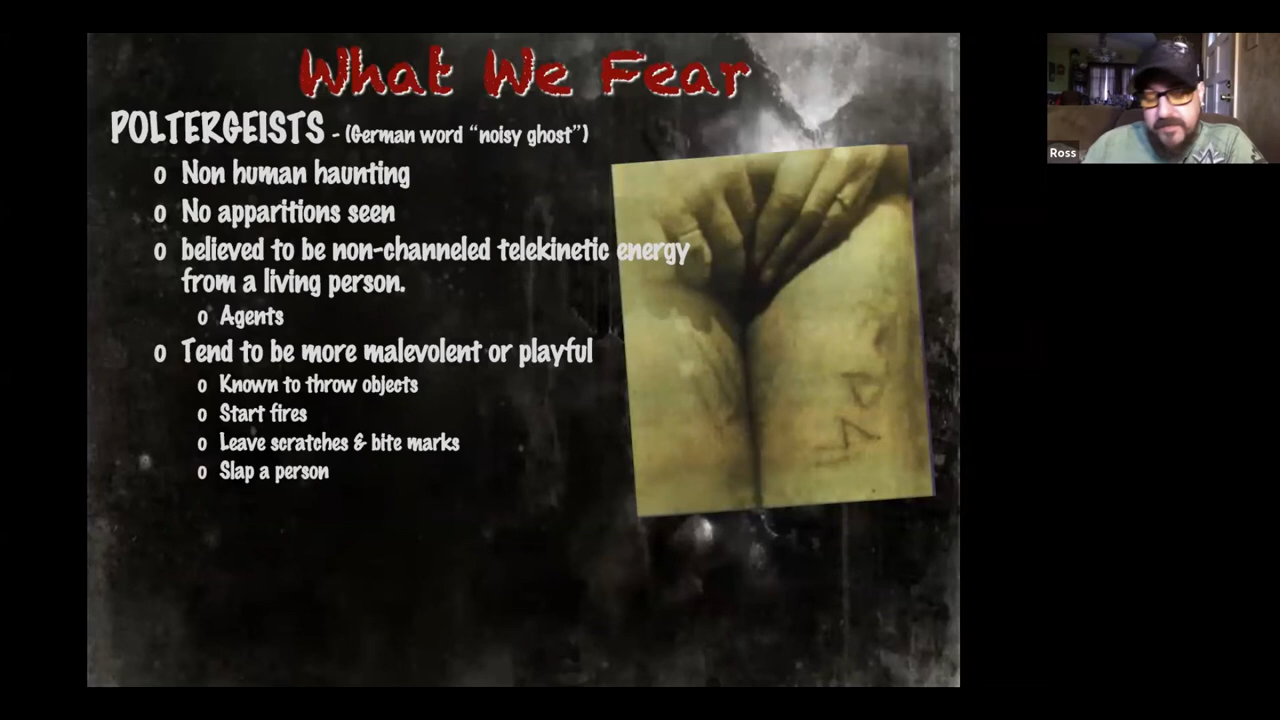 What We Fear
POLTERGEISTS - (German word “noisy ghost”)
o Non human haunting
o No apparitions seen
o believed to be non-channeled telekinetic energy
from a living person.
o Agents
o Tend to be more malevolent or playful
o Known to throw objects
o Start fires
o Leave scratches & bite marks
o Slap a person
Ross